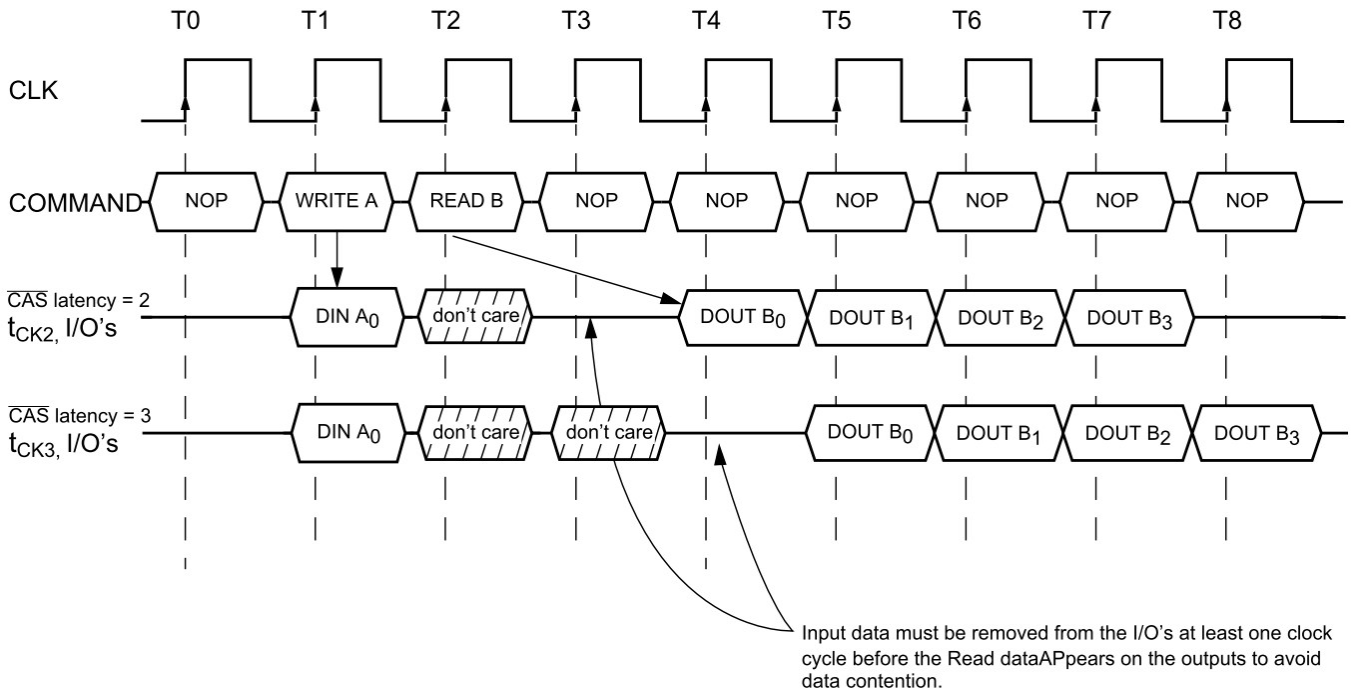 T0 T1 T2 T3 T4 T5 T6 T7 T8
CLK
COMMAND NOP WRITE A READ B NOP NOP NOP NOP NOP NOP
CAS latency = 2
tCK2, I/O's DIN A0 don't care DOUT B0 DOUT B1 DOUT B2 DOUT B3
CAS latency = 3
tCK3, I/O's DIN A0 don't care don't care DOUT B0 DOUT B1 DOUT B2 DOUT B3
Input data must be removed from the I/O's at least one clock
cycle before the Read dataAPpears on the outputs to avoid
data contention.